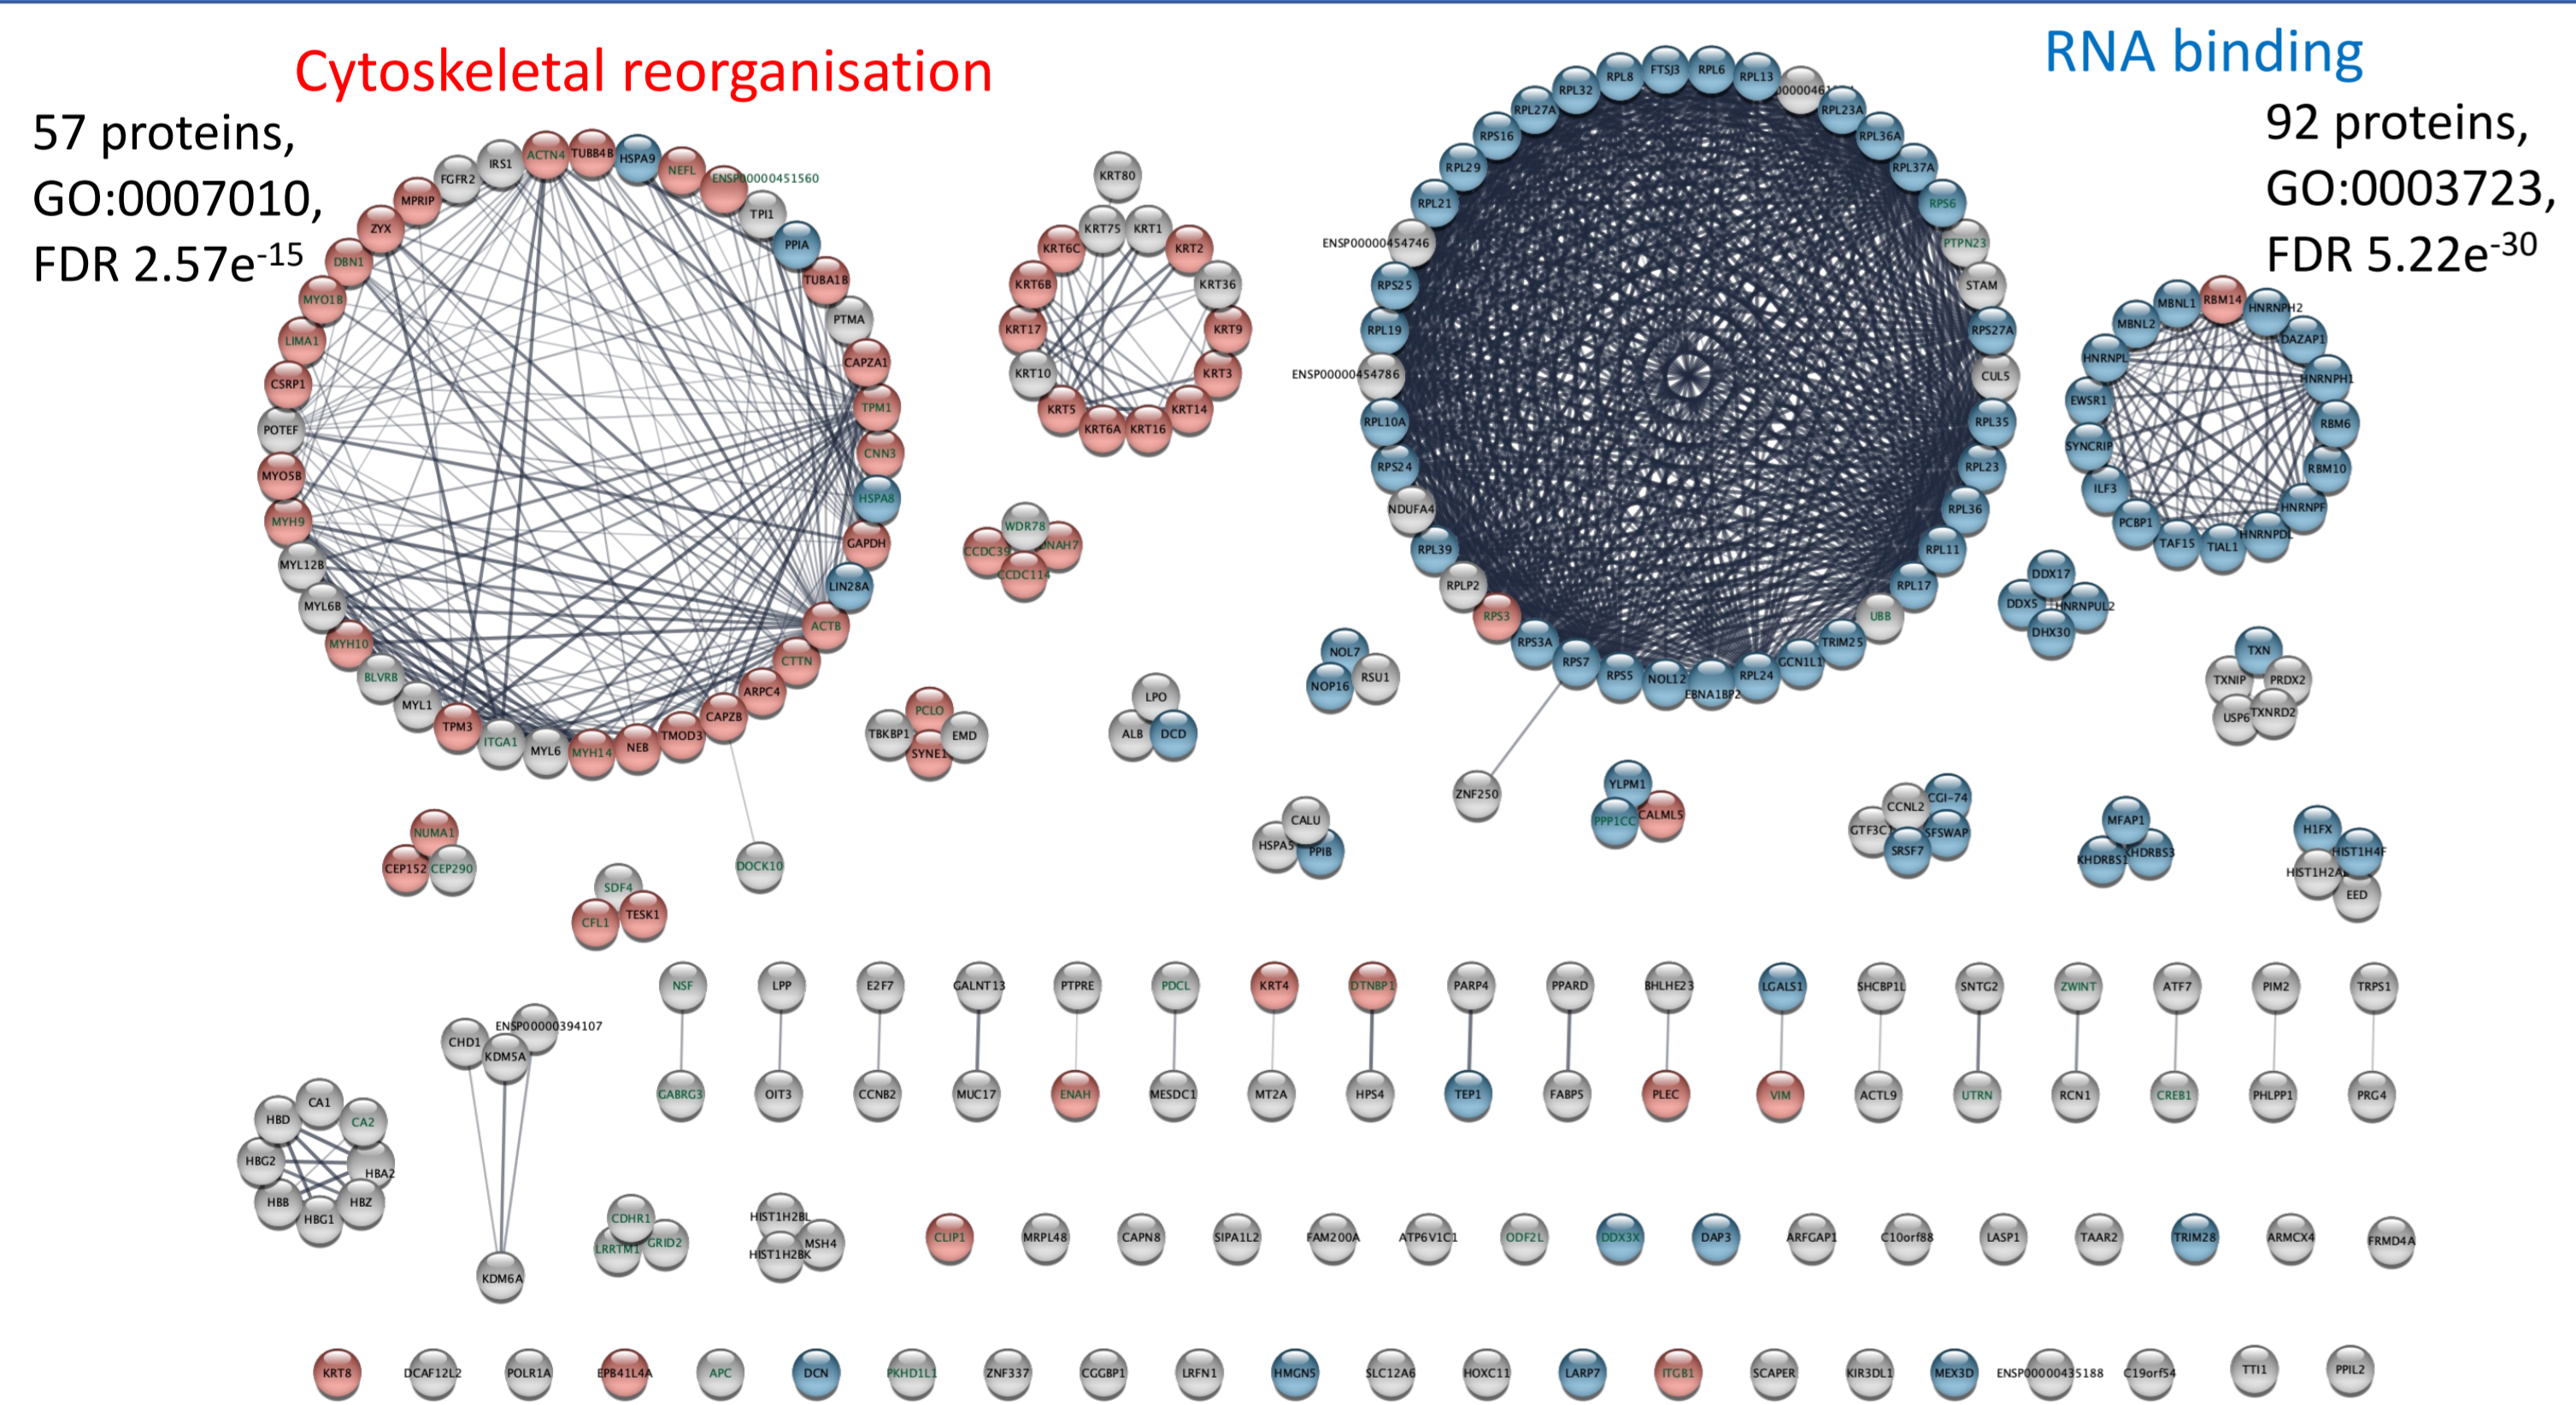 Cytoskeletal reorganisation
RNA binding
57 proteins,
GO:0007010,
FDR 2.57e-15
92 proteins,
GO:0003723,
FDR 5.22e-30
ACTN4
TUBB4B
HSPA9
NEFL
ENSP00000451560
TPI1
PPIA
TUBA1B
PTMA
CAPZA1
TPM1
CNN3
HSPA8
GAPDH
LIN28A
ACTB
CTTN
ARPC4
CAPZB
TMOD3
NEB
MYH14
MYL6
ITGA1
TPM3
MYL1
BLVRB
MYH10
MYL6B
MYL12B
MYH9
MYO5B
POTEF
CSRP1
LIMA1
MYO1B
DBN1
ZYX
MPRIP
FGFR2
IRS1
DOCK10
KRT80
KRT75
KRT1
KRT2
KRT36
KRT9
KRT3
KRT14
KRT16
KRT6A
KRT5
KRT10
KRT17
KRT6B
KRT6C
WDR78
CCDC39
DNAH7
CCDC114
FTSJ3
RPL6
RPL13
RPL23A
RPL36A
RPL37A
RPS6
PTPN23
STAM
RPS27A
CUL5
RPL35
RPL23
RPL36
RPL11
RPL17
UBB
TRIM25
GCN1L1
RPL24
EBNA1BP2
NOL12
RPS5
RPS7
RPS3A
RPS3
RPLP2
RPL39
NDUFA4
RPS24
RPL10A
ENSP00000454786
RPL19
RPS25
ENSP00000454746
RPL21
RPL29
RPS16
RPL27A
RPL32
RPL8
ZNF250
RBM14
HNRNPH2
DAZAP1
HNRNPH1
RBM6
RBM10
HNRNPF
HNRNPDL
TIAL1
TAF15
PCBP1
ILF3
SYNCRIP
EWSR1
HNRNPL
MBNL2
MBNL1
DDX17
DDX5
HNRNPUL2
DHX30
NOL7
NOP16
RSU1
TXN
TXNIP
PRDX2
USP6
TXNRD2
PCLO
TBKBP1
EMD
SYNE1
LPO
ALB
DCD
NUMA1
CEP152
CEP290
SDF4
CFL1
TESK1
CALU
HSPA5
PPIB
YLPM1
PPP1CC
CALML5
CCNL2
CGI-74
GTF3C1
SFSWAP
SRSF7
MFAP1
KHDRBS1
KHDRBS3
H1FX
HIST1H4F
EED
CHD1
KDM5A
ENSP00000394107
KDM6A
NSF
LPP
E2F7
GALNT13
PTPRE
PDCL
KRT4
DTNBP1
PARP4
PPARD
BHLHE23
LGALS1
SHCBP1L
SNTG2
ZWINT
ATF7
PIM2
TRPS1
GABRG3
OIT3
CCNB2
MUC17
ENAH
MESDC1
MT2A
HPS4
TEP1
FABP5
PLEC
VIM
ACTL9
UTRN
RCN1
CREB1
PHLPP1
PRG4
CA1
HBD
CA2
HBG2
HBA2
HBB
HBZ
HBG1
CDHR1
LRRTM1
GRID2
HIST1H2BL
MSH4
HIST1H2BK
CLIP1
MRPL48
CAPN8
SIPA1L2
FAM200A
ATP6V1C1
ODF2L
DDX3X
DAP3
ARFGAP1
C10orf88
LASP1
TAAR2
TRIM28
ARMCX4
FRMD4A
KRT8
DCAF12L2
POLR1A
EPB41L4A
APC
DCN
PKHD1L1
ZNF337
CGGBP1
LRFN1
HMGN5
SLC12A6
HOXC11
LARP7
ITGB1
SCAPER
KIR3DL1
MEX3D
ENSP00000435188
C19orf54
TTI1
PPIL2